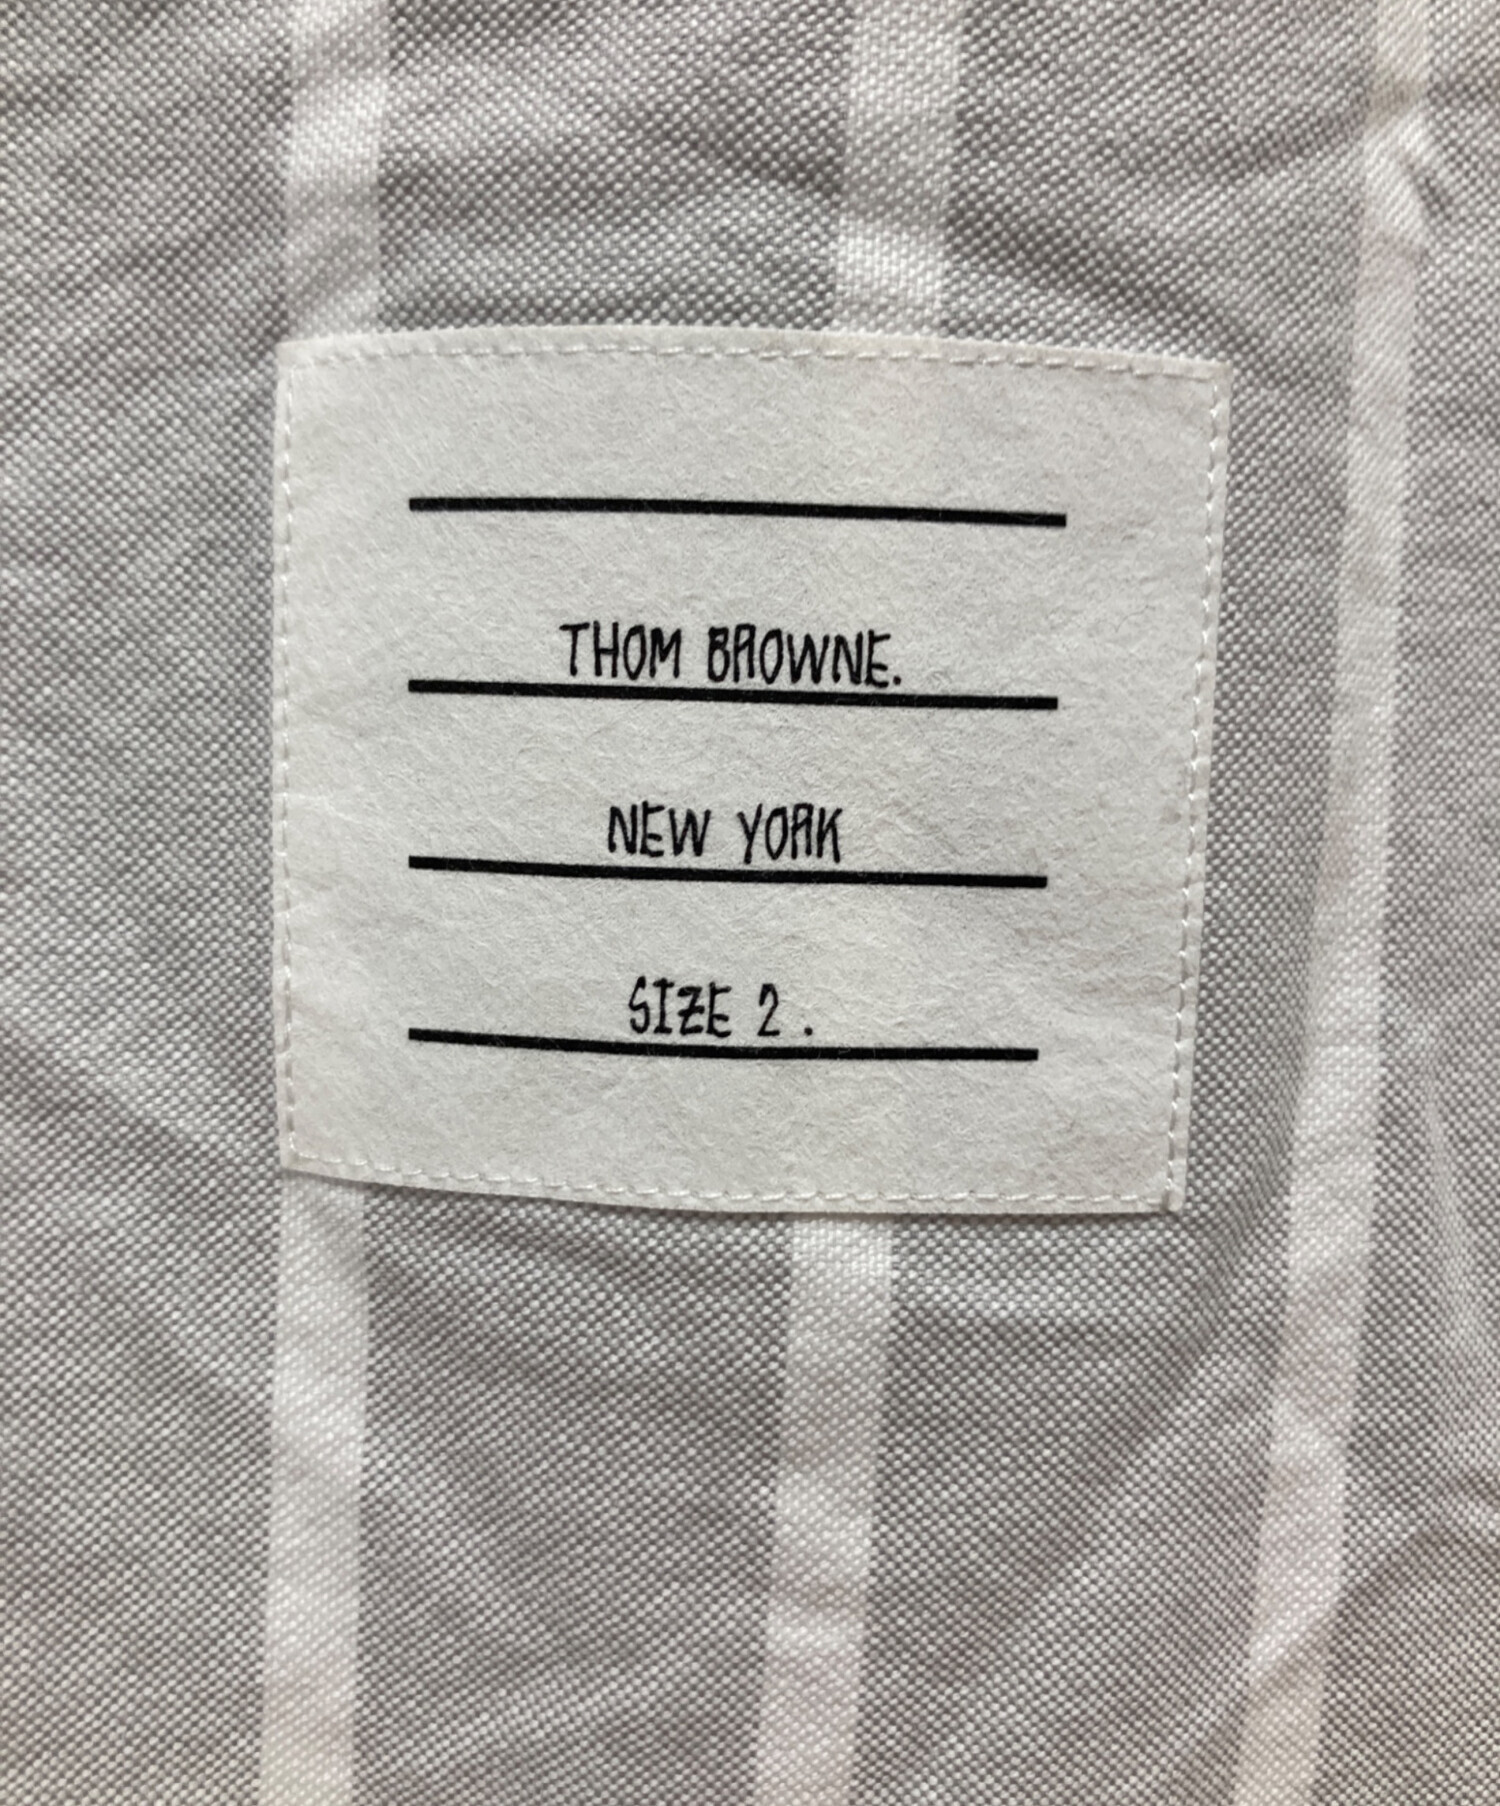 THOM BROWNE.
NEW YORK
SIZE 2 .